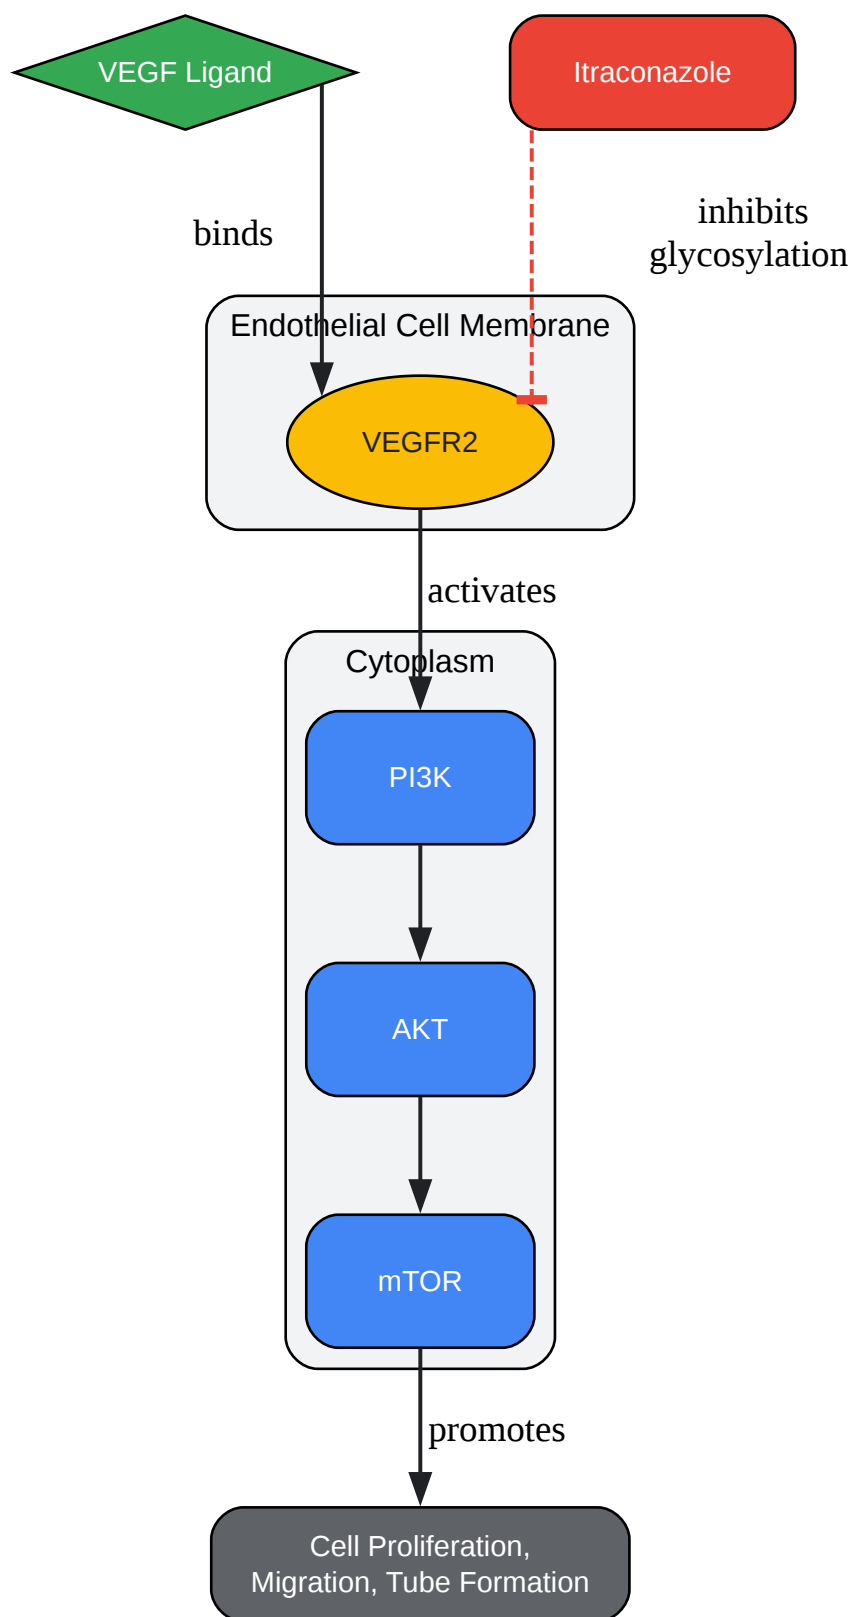 VEGF Ligand
Itraconazole
binds
inhibits
glycosylation
Endothelial Cell Membrane
VEGFR2
activates
Cytoplasm
PI3K
AKT
mTOR
promotes
Cell Proliferation,
Migration, Tube Formation